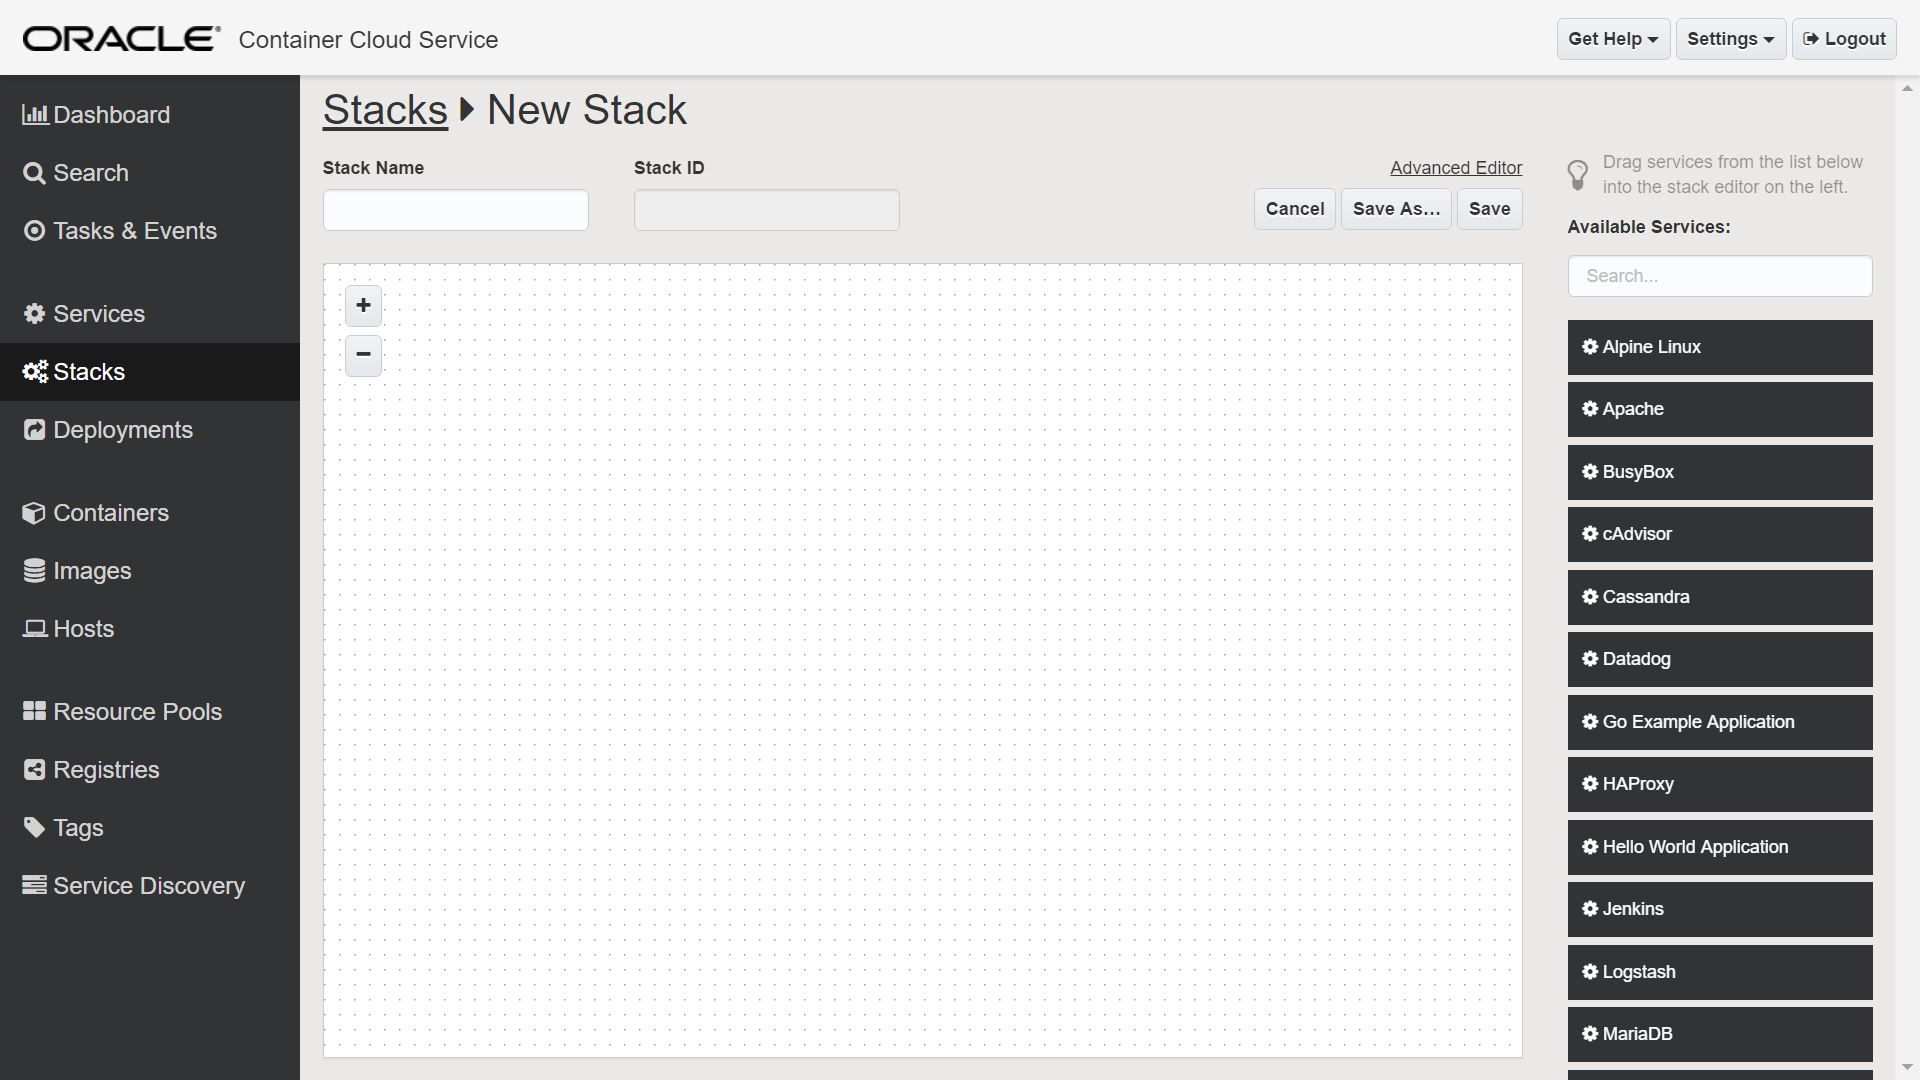 ORACLE® Container Cloud Service
Get Help
Settings
Logout
Dashboard
Search
Tasks & Events
Services
Stacks
Deployments
Containers
Images
Hosts
Resource Pools
Registries
Tags
Service Discovery
Stacks New Stack
Stack Name
Stack ID
Advanced Editor
Cancel
Save As...
Save
+
−
Drag services from the list below
into the stack editor on the left.
Available Services:
Search...
Alpine Linux
Apache
BusyBox
cAdvisor
Cassandra
Datadog
Go Example Application
HAProxy
Hello World Application
Jenkins
Logstash
MariaDB